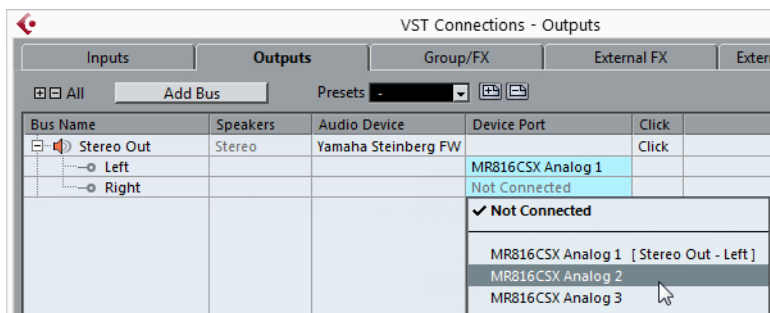 VST Connections - Outputs
Inputs Outputs Group/FX External FX
All Add Bus Presets -
Bus Name Speakers Audio Device Device Port Click
Stereo Out Stereo Yamaha Steinberg FW Click
Left MR816CSX Analog 1
Right Not Connected
✓ Not Connected
MR816CSX Analog 1 [ Stereo Out - Left ]
MR816CSX Analog 2
MR816CSX Analog 3